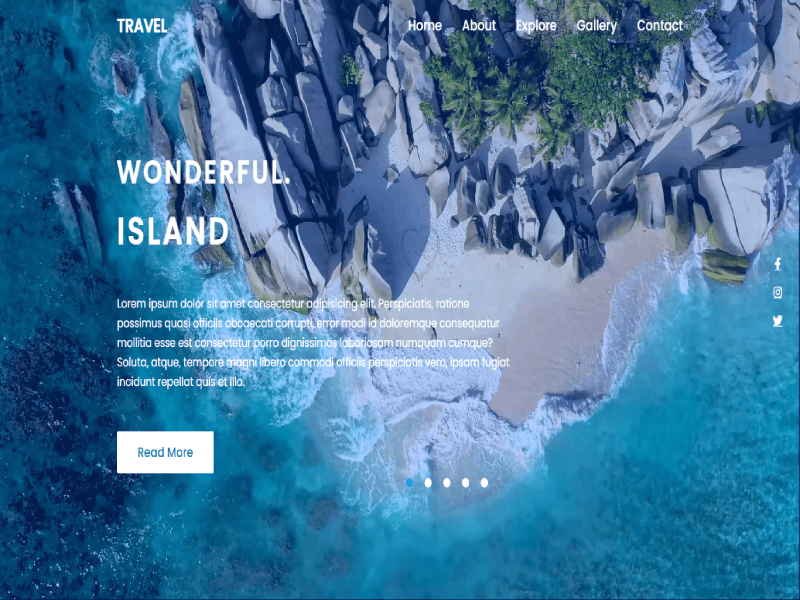 TRAVEL
Home About Explore Gallery Contact
WONDERFUL.
ISLAND
Lorem ipsum dolor sit amet consectetur adipisicing elit. Perspiciatis, ratione
possimus quasi officiis obcaecati corrupti, error modi id doloremque consequatur
mollitia esse est consectetur porro dignissimos laboriosam numquam cumque?
Soluta, atque, tempore magni libero commodi officiis perspiciatis vero, ipsam fugiat
incidunt repellat quis et illo.
Read More